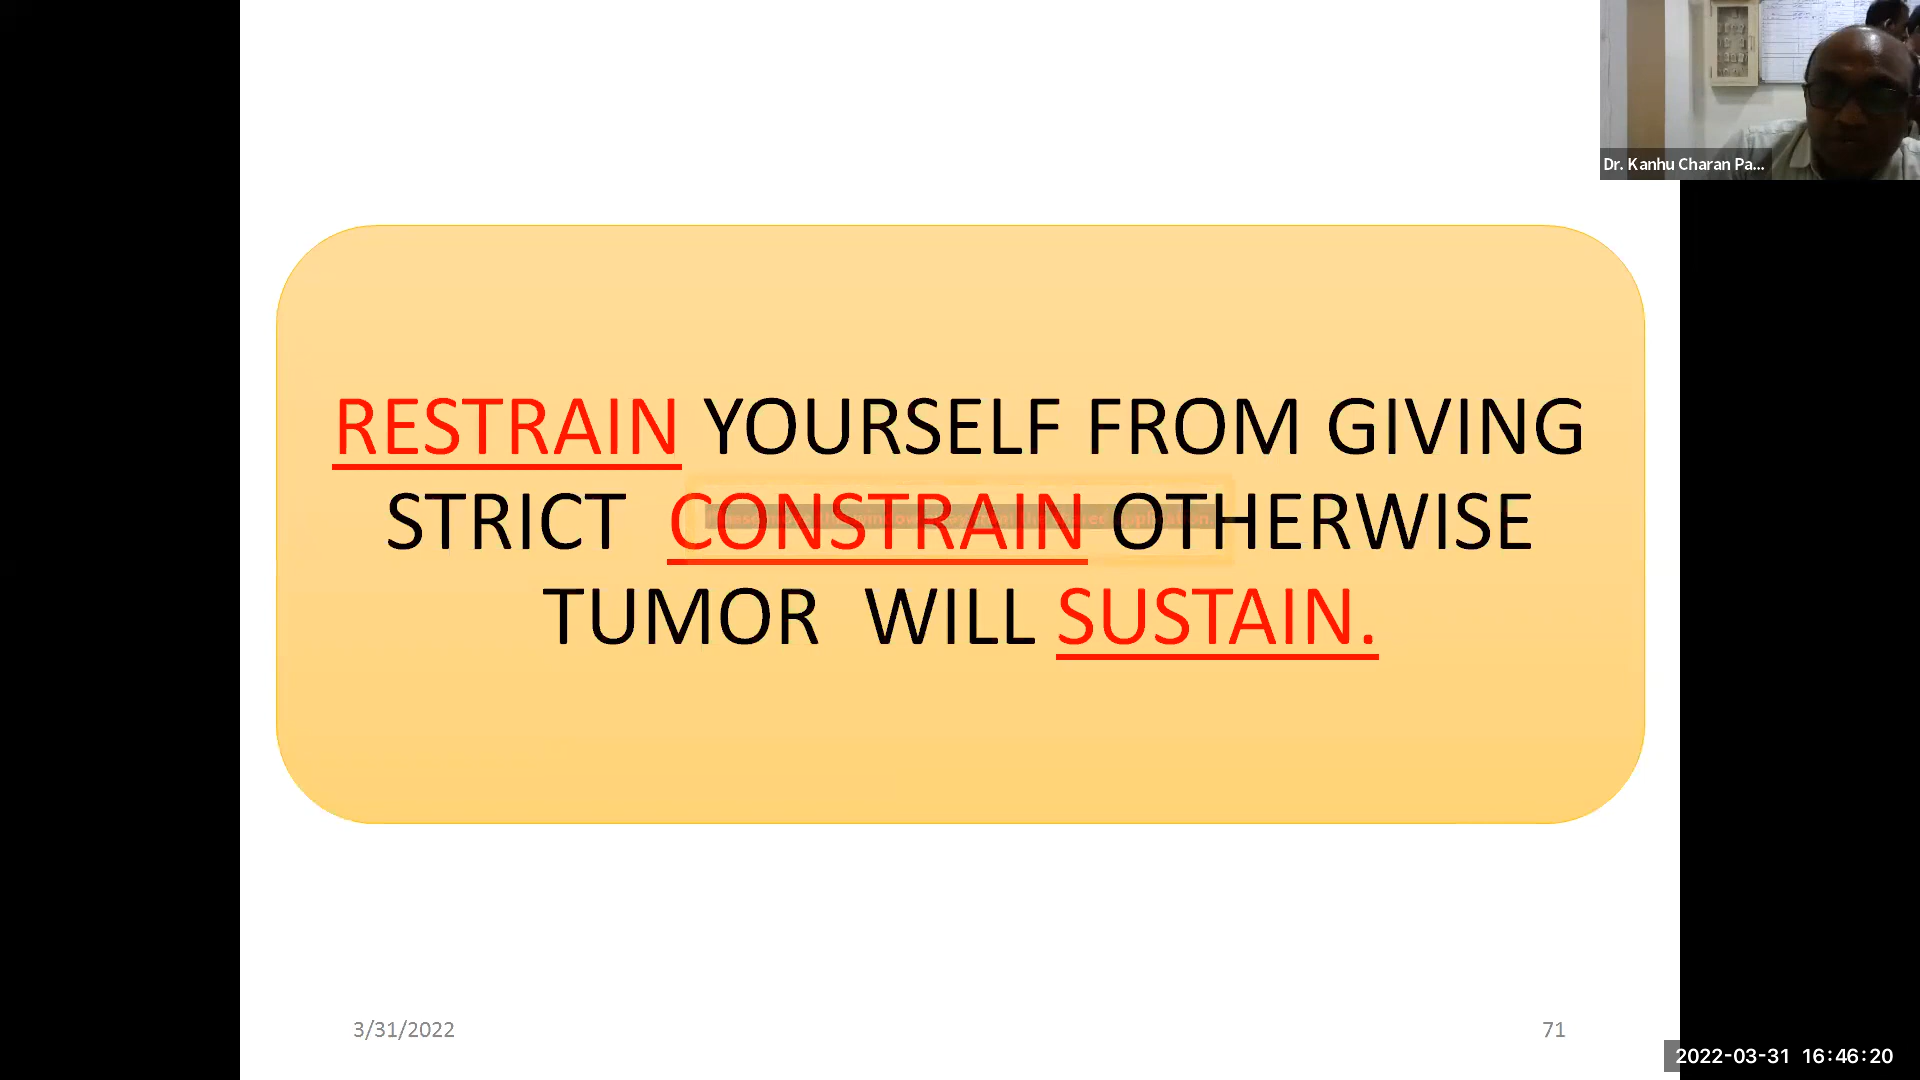 Dr. Kanhu Charan Pa...
RESTRAIN YOURSELF FROM GIVING
STRICT CONSTRAIN OTHERWISE
TUMOR WILL SUSTAIN.
3/31/2022
71
2022-03-31 16:46:20